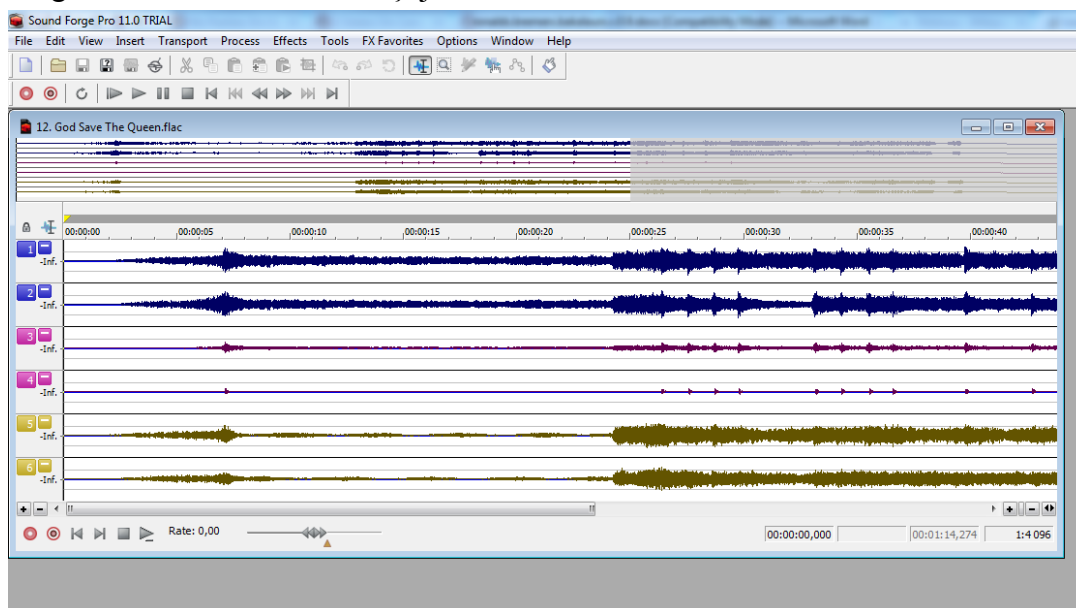 Sound Forge Pro 11.0 TRIAL
File Edit View Insert Transport Process Effects Tools FX Favorites Options Window Help
12. God Save The Queen.flac
00:00:00 00:00:05 00:00:10 00:00:15 00:00:20 00:00:25 00:00:30 00:00:35 00:00:40
1
-Inf.
2
-Inf.
3
-Inf.
4
-Inf.
5
-Inf.
6
-Inf.
Rate: 0,00 00:00:00,000 00:01:14,274 1:4 096